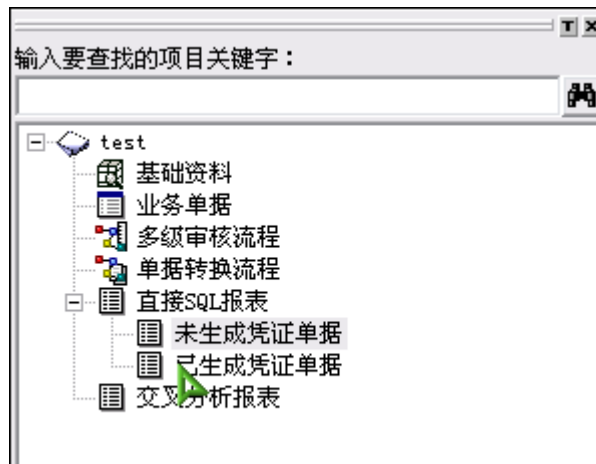 输入要查找的项目关键字：
test
基础资料
业务单据
多级审核流程
单据转换流程
直接SQL报表
未生成凭证单据
已生成凭证单据
交叉分析报表